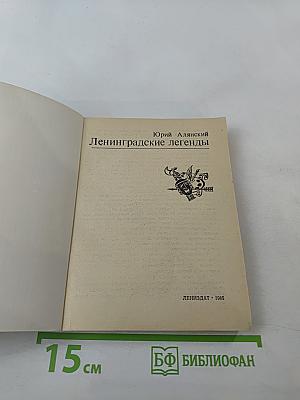 Юрий Алянский
Ленинградские легенды
ЛЕНИЗДАТ • 1985
15 см
БФ БИБЛИОФАН